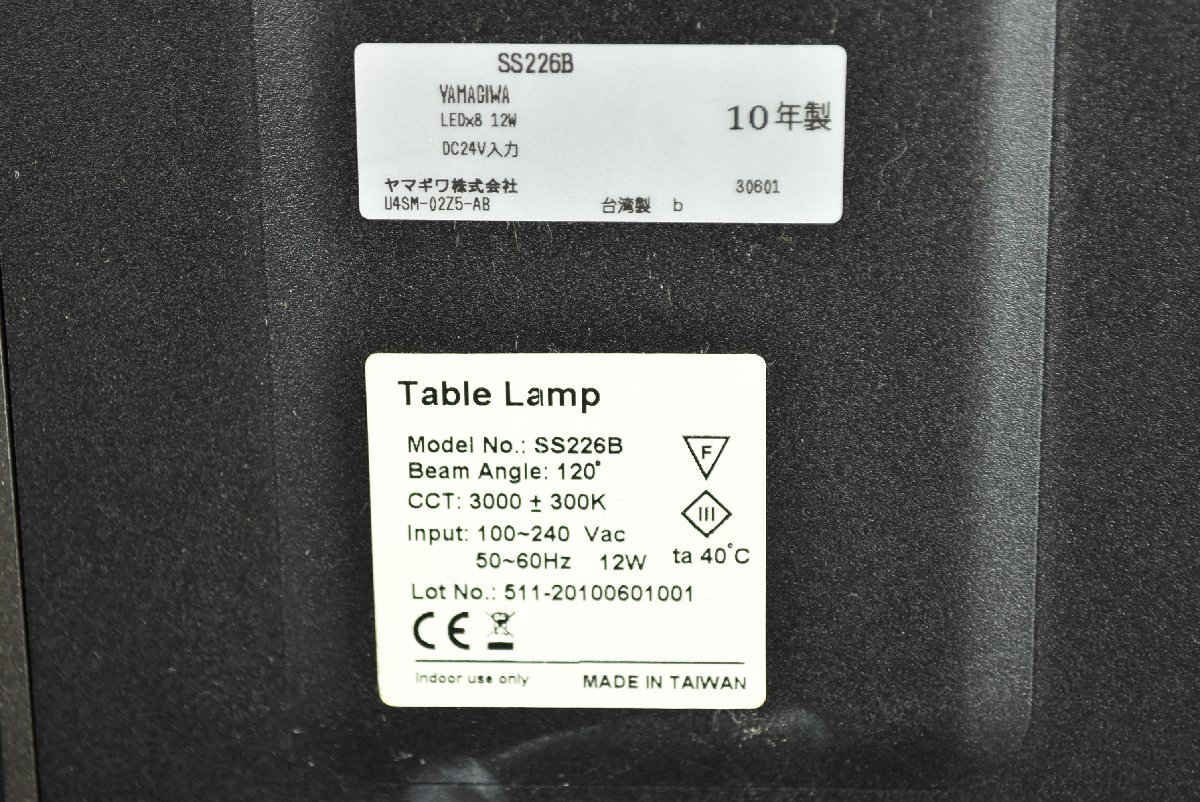 SS226B
YAMAGIWA
LEDx8 12W
10年製
DC24V入力
ヤマギワ株式会社
30601
U4SM-02Z5-AB
台湾製 b
Table Lamp
Model No.: SS226B
F
Beam Angle: 120°
CCT: 3000 ± 300K
III
Input: 100~240 Vac
50~60Hz 12W
ta 40°C
Lot No.: 511-20100601001
CE
Indoor use only
MADE IN TAIWAN